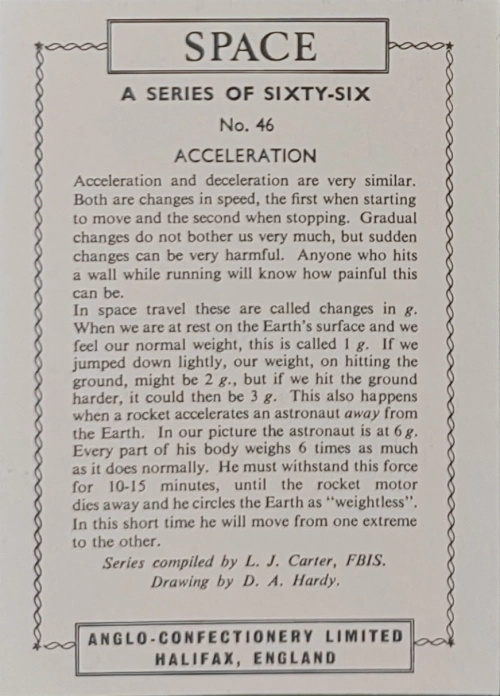 SPACE
A SERIES OF SIXTY-SIX
No. 46
ACCELERATION
Acceleration and deceleration are very similar.
Both are changes in speed, the first when starting
to move and the second when stopping. Gradual
changes do not bother us very much, but sudden
changes can be very harmful. Anyone who hits
a wall while running will know how painful this
can be.
In space travel these are called changes in g.
When we are at rest on the Earth's surface and we
feel our normal weight, this is called 1 g. If we
jumped down lightly, our weight, on hitting the
ground, might be 2 g., but if we hit the ground
harder, it could then be 3 g. This also happens
when a rocket accelerates an astronaut away from
the Earth. In our picture the astronaut is at 6 g.
Every part of his body weighs 6 times as much
as it does normally. He must withstand this force
for 10-15 minutes, until the rocket motor
dies away and he circles the Earth as "weightless".
In this short time he will move from one extreme
to the other.
Series compiled by L. J. Carter, FBIS.
Drawing by D. A. Hardy.
ANGLO-CONFECTIONERY LIMITED
HALIFAX, ENGLAND